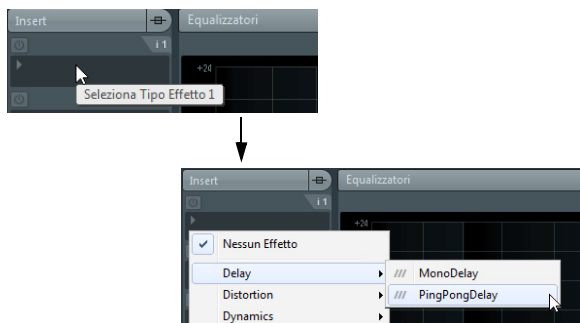 Insert Equalizzatori
i 1
+24
Seleziona Tipo Effetto 1
Insert Equalizzatori
i 1
+24
Nessun Effetto
Delay MonoDelay
Distortion PingPongDelay
Dynamics